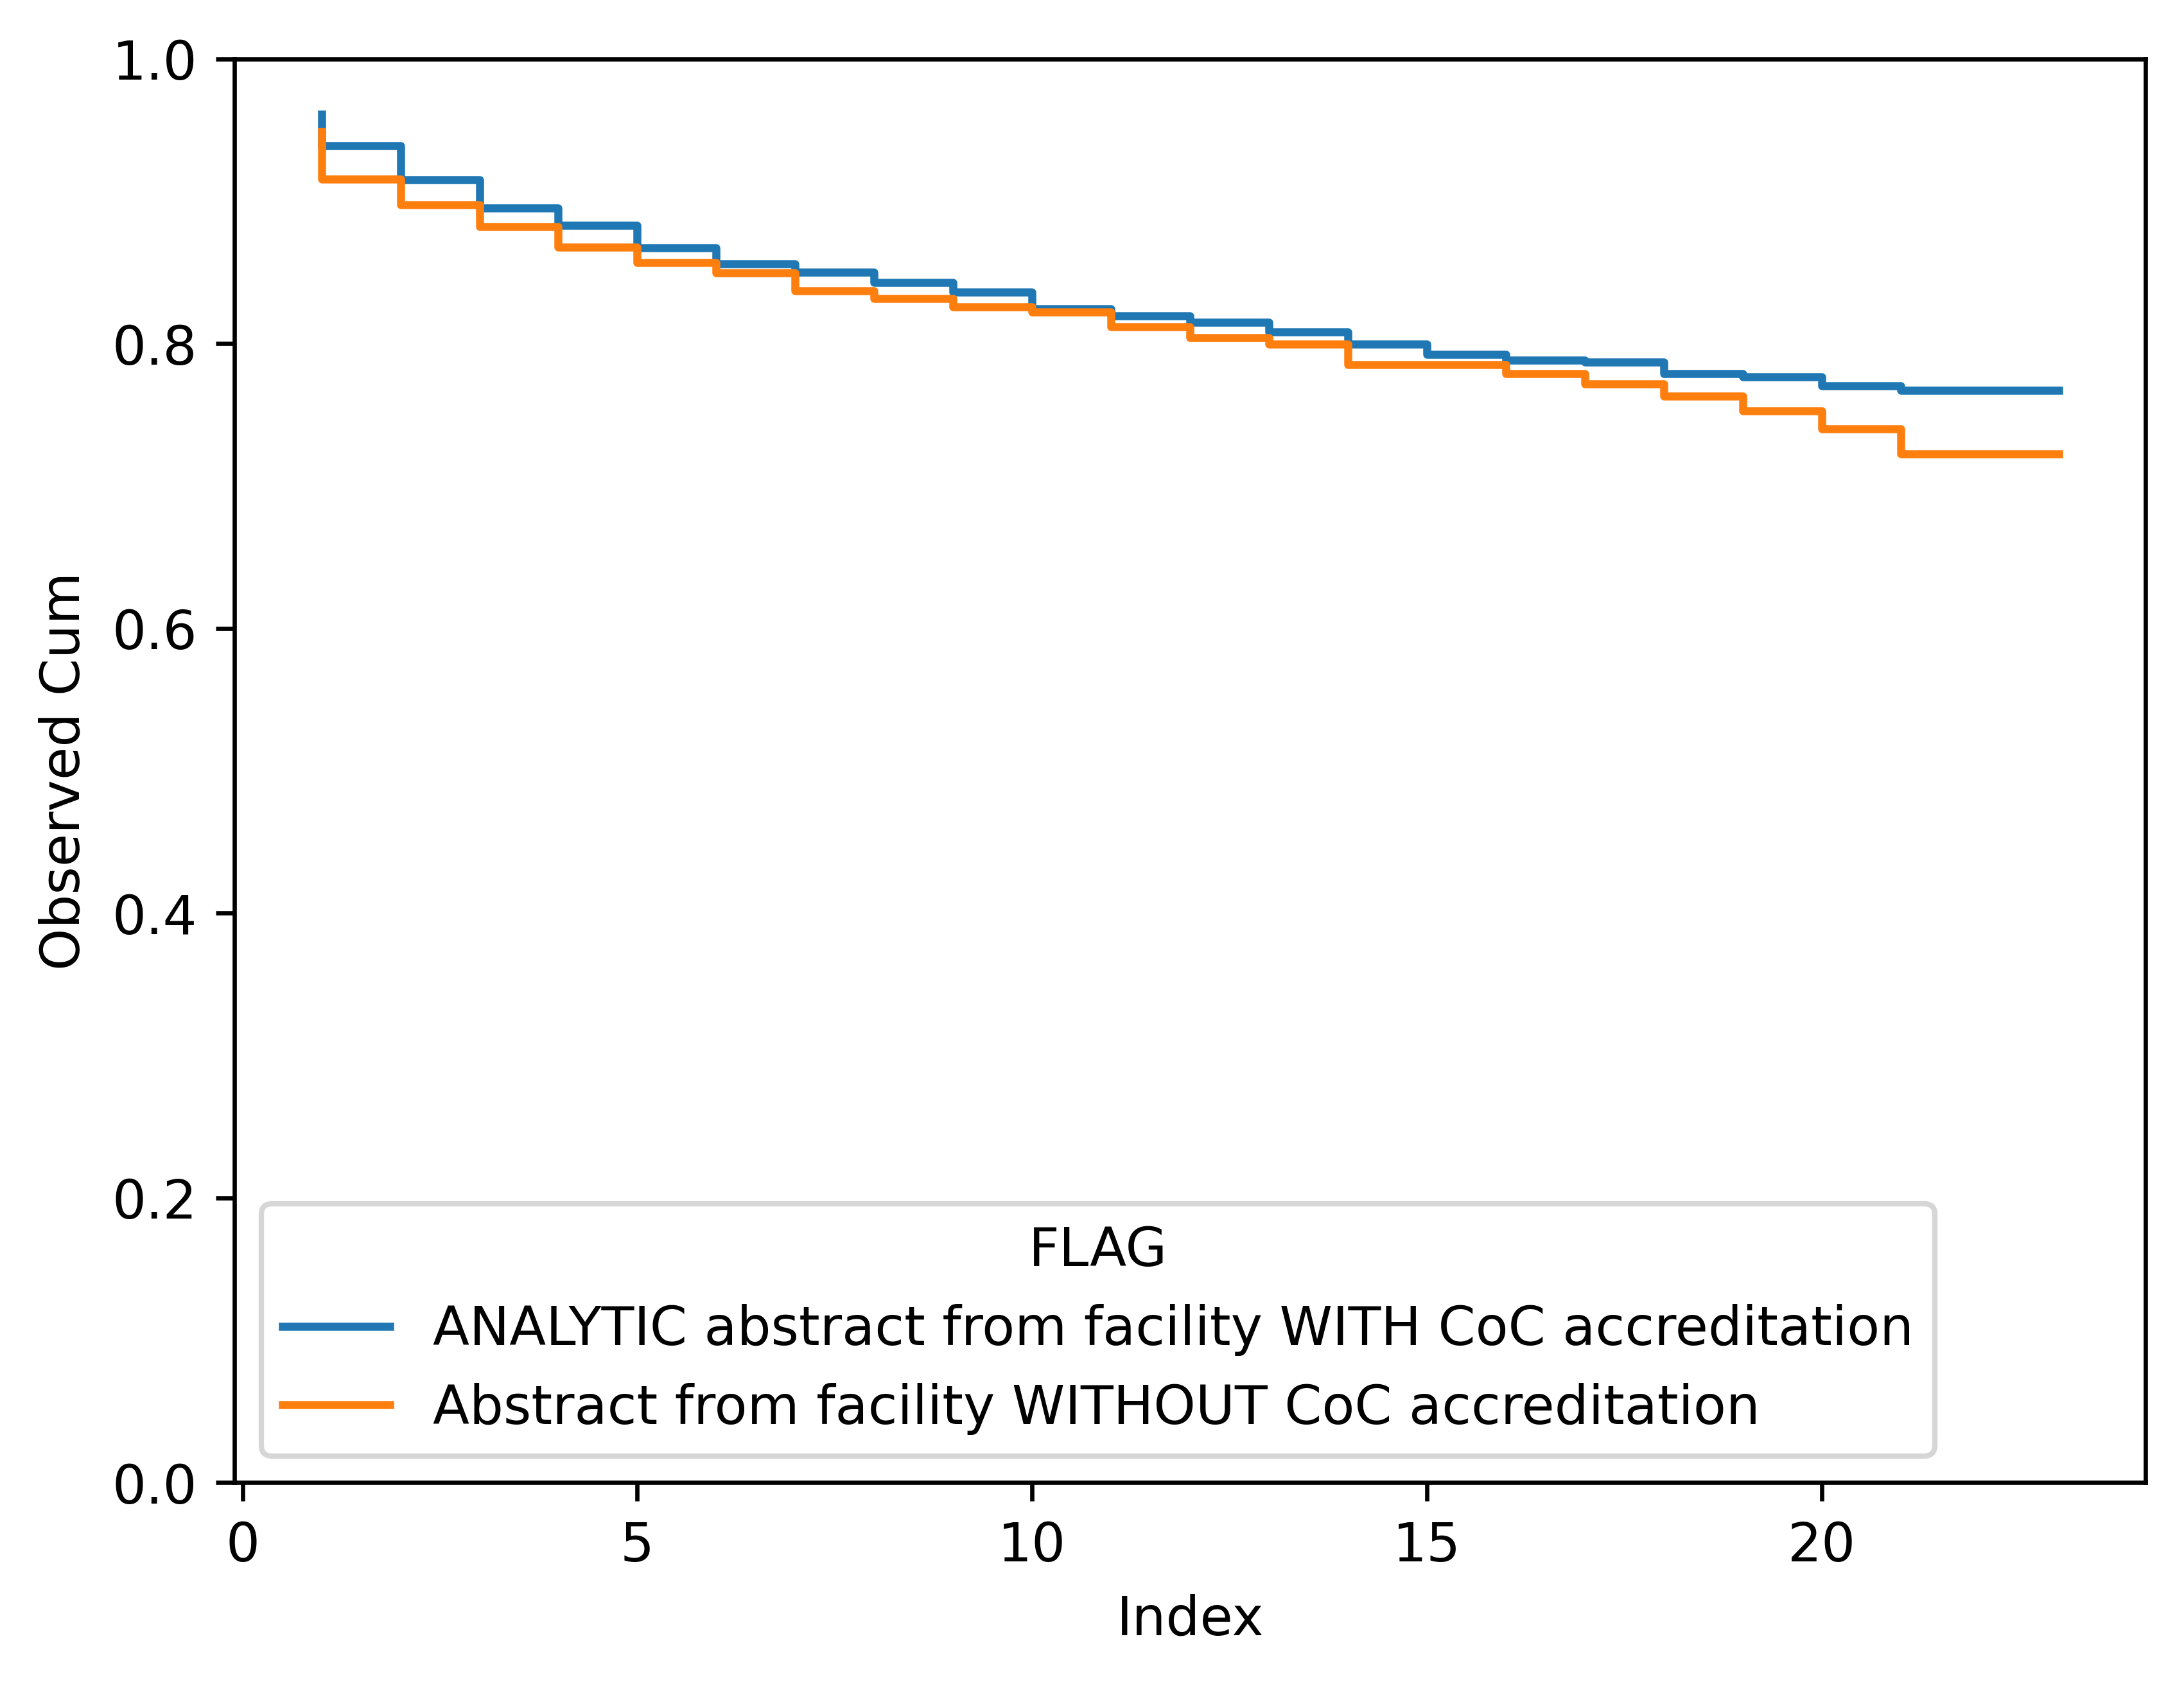 1.0
0.8
0.6
0.4
0.2
0.0
Observed Cum
FLAG
ANALYTIC abstract from facility WITH CoC accreditation
Abstract from facility WITHOUT CoC accreditation
0 5 10 15 20
Index